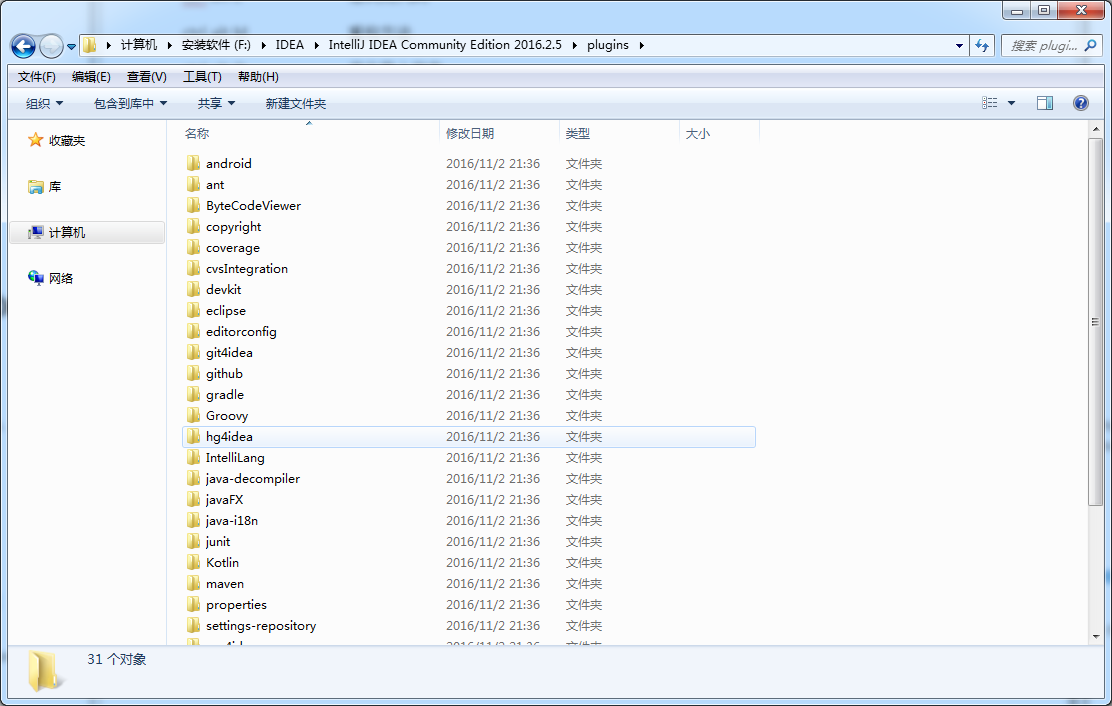 计算机 安装软件 (F:) IDEA IntelliJ IDEA Community Edition 2016.2.5 plugins 搜索 plugi...
文件(F) 编辑(E) 查看(V) 工具(T) 帮助(H)
组织 包含到库中 共享 新建文件夹
收藏夹
库
计算机
网络
名称 修改日期 类型 大小
android 2016/11/2 21:36 文件夹
ant 2016/11/2 21:36 文件夹
ByteCodeViewer 2016/11/2 21:36 文件夹
copyright 2016/11/2 21:36 文件夹
coverage 2016/11/2 21:36 文件夹
cvsIntegration 2016/11/2 21:36 文件夹
devkit 2016/11/2 21:36 文件夹
eclipse 2016/11/2 21:36 文件夹
editorconfig 2016/11/2 21:36 文件夹
git4idea 2016/11/2 21:36 文件夹
github 2016/11/2 21:36 文件夹
gradle 2016/11/2 21:36 文件夹
Groovy 2016/11/2 21:36 文件夹
hg4idea 2016/11/2 21:36 文件夹
IntelliLang 2016/11/2 21:36 文件夹
java-decompiler 2016/11/2 21:36 文件夹
javaFX 2016/11/2 21:36 文件夹
java-i18n 2016/11/2 21:36 文件夹
junit 2016/11/2 21:36 文件夹
Kotlin 2016/11/2 21:36 文件夹
maven 2016/11/2 21:36 文件夹
properties 2016/11/2 21:36 文件夹
settings-repository 2016/11/2 21:36 文件夹
31 个对象